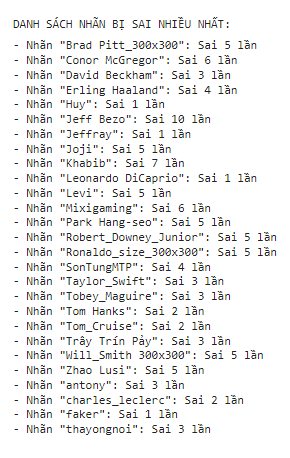 DANH SÁCH NHÃN BỊ SAI NHIỀU NHẤT:
- Nhãn "Brad Pitt_300x300": Sai 5 lần
- Nhãn "Conor McGregor": Sai 6 lần
- Nhãn "David Beckham": Sai 3 lần
- Nhãn "Erling Haaland": Sai 4 lần
- Nhãn "Huy": Sai 1 lần
- Nhãn "Jeff Bezo": Sai 10 lần
- Nhãn "Jeffray": Sai 1 lần
- Nhãn "Joji": Sai 5 lần
- Nhãn "Khabib": Sai 7 lần
- Nhãn "Leonardo DiCaprio": Sai 1 lần
- Nhãn "Levi": Sai 5 lần
- Nhãn "Mixigaming": Sai 6 lần
- Nhãn "Park Hang-seo": Sai 5 lần
- Nhãn "Robert_Downey_Junior": Sai 5 lần
- Nhãn "Ronaldo_size_300x300": Sai 5 lần
- Nhãn "SonTungMTP": Sai 4 lần
- Nhãn "Taylor_Swift": Sai 3 lần
- Nhãn "Tobey_Maguire": Sai 3 lần
- Nhãn "Tom Hanks": Sai 2 lần
- Nhãn "Tom_Cruise": Sai 2 lần
- Nhãn "Trây Trín Pảy": Sai 3 lần
- Nhãn "Will_Smith 300x300": Sai 5 lần
- Nhãn "Zhao Lusi": Sai 5 lần
- Nhãn "antony": Sai 3 lần
- Nhãn "charles_leclerc": Sai 2 lần
- Nhãn "faker": Sai 1 lần
- Nhãn "thayongnoi": Sai 3 lần